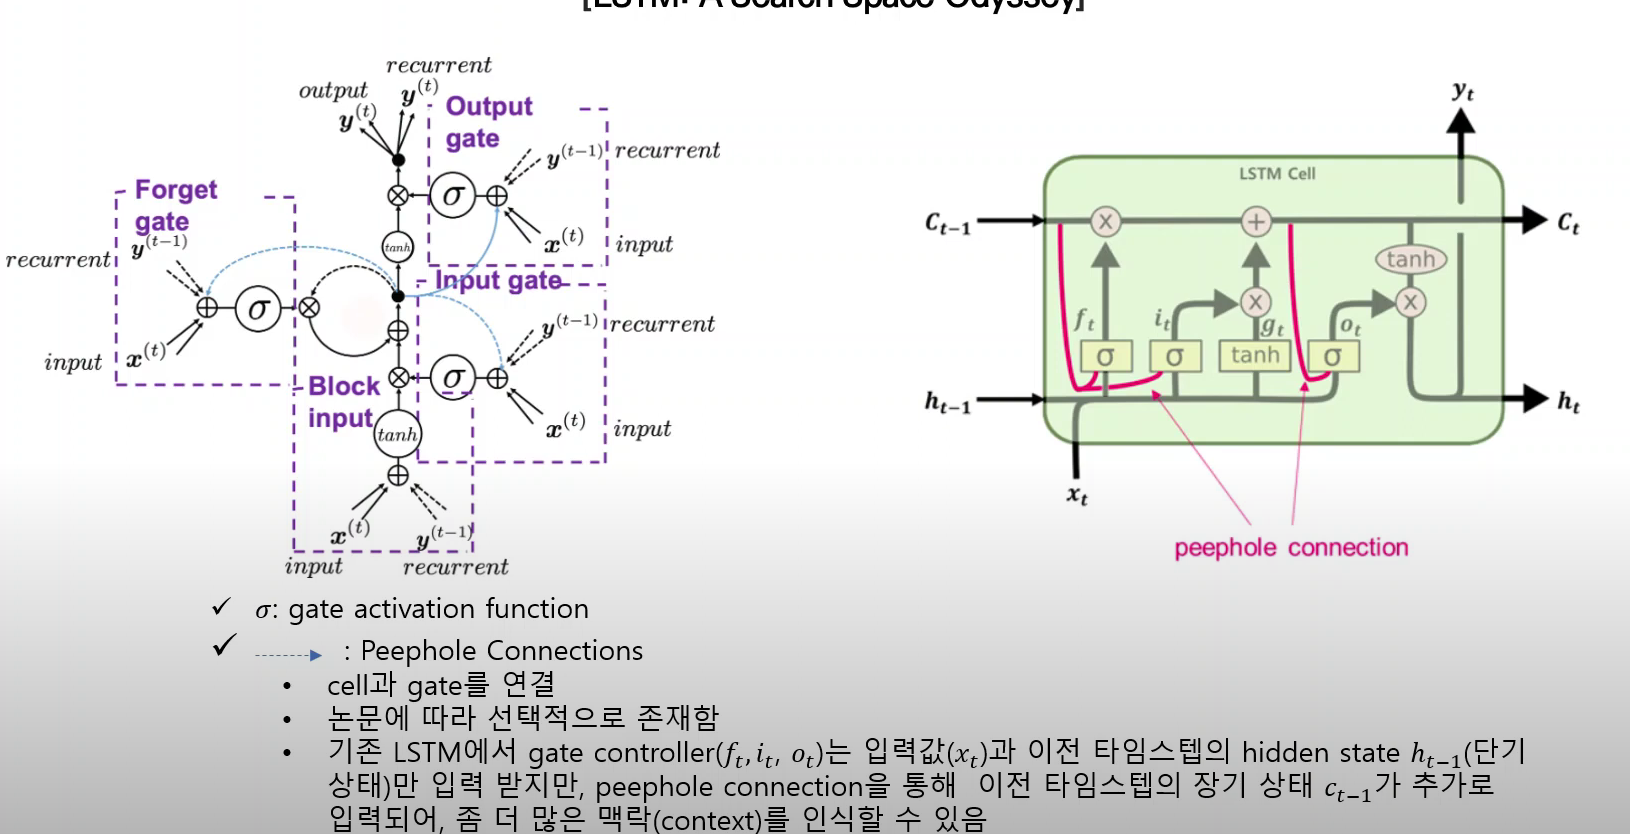 [LSTM: A Search Space Odyssey]
recurrent
output
y^(t)
y^(t)
Output
gate
y^(t-1)
recurrent
σ
x^(t)
input
tanh
Forget
gate
y^(t-1)
recurrent
σ
x^(t)
input
Input gate
y^(t-1)
recurrent
σ
x^(t)
input
Block
input
tanh
x^(t)
y^(t-1)
input
recurrent
y_t
LSTM Cell
C_{t-1}
x
+
C_t
tanh
f_t
i_t
x
g_t
o_t
x
σ
σ
tanh
σ
h_{t-1}
h_t
x_t
peephole connection
✓ σ: gate activation function
✓ : Peephole Connections
• cell과 gate를 연결
• 논문에 따라 선택적으로 존재함
• 기존 LSTM에서 gate controller(f_t, i_t, o_t)는 입력값(x_t)과 이전 타임스텝의 hidden state h_{t-1}(단기
상태)만 입력 받지만, peephole connection을 통해 이전 타임스텝의 장기 상태 c_{t-1}가 추가로
입력되어, 좀 더 많은 맥락(context)를 인식할 수 있음